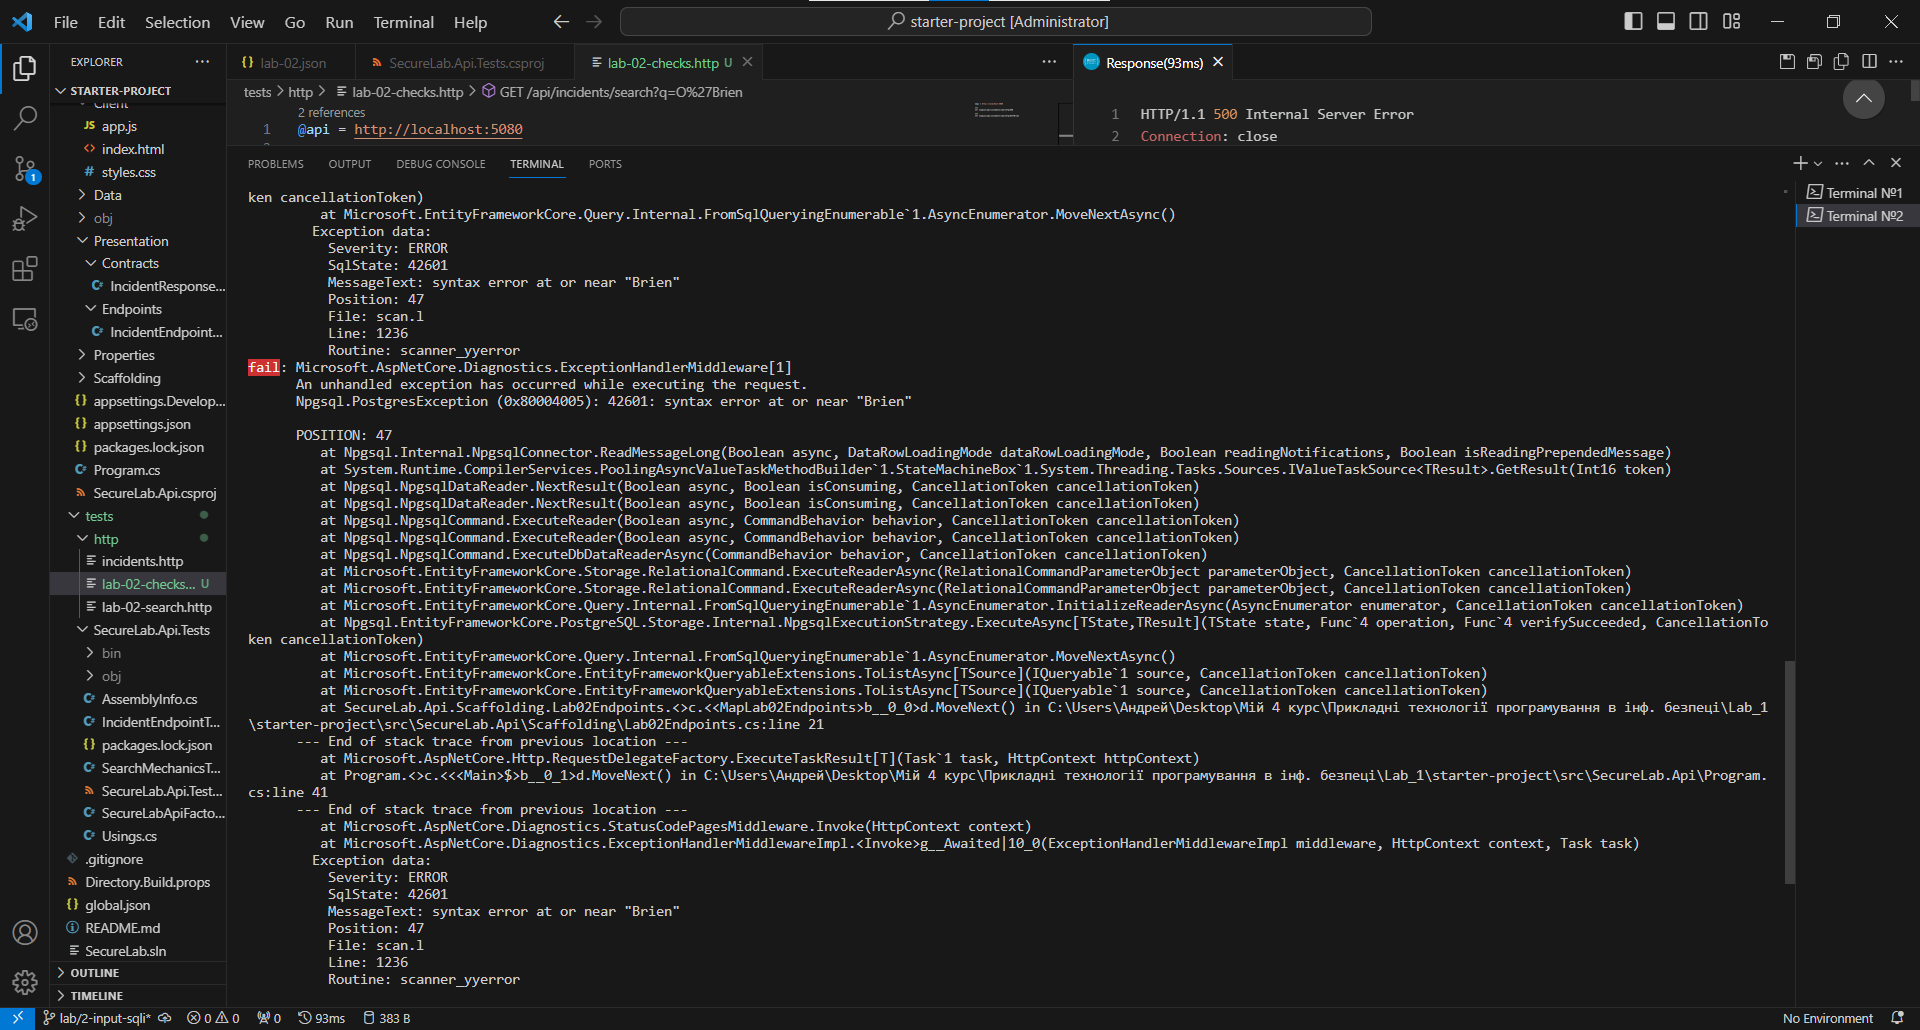 File Edit Selection View Go Run Terminal Help
starter-project [Administrator]
EXPLORER
STARTER-PROJECT
Client
JS app.js
<> index.html
# styles.css
Data
obj
Presentation
Contracts
C# IncidentResponse...
Endpoints
C# IncidentEndpoint...
Properties
Scaffolding
{} appsettings.Develop...
{} appsettings.json
{} packages.lock.json
C# Program.cs
SecureLab.Api.csproj
tests
http
incidents.http
lab-02-checks... U
lab-02-search.http
SecureLab.Api.Tests
bin
obj
C# AssemblyInfo.cs
C# IncidentEndpointT...
{} packages.lock.json
C# SearchMechanicsT...
SecureLab.Api.Test...
C# SecureLabApiFacto...
C# Usings.cs
.gitignore
Directory.Build.props
{} global.json
README.md
SecureLab.sln
OUTLINE
TIMELINE
{} lab-02.json
SecureLab.Api.Tests.csproj
lab-02-checks.http U
tests > http > lab-02-checks.http > GET /api/incidents/search?q=O%27Brien
2 references
1 @api = http://localhost:5080
Response(93ms)
1 HTTP/1.1 500 Internal Server Error
2 Connection: close
PROBLEMS OUTPUT DEBUG CONSOLE TERMINAL PORTS
Terminal №1
Terminal №2
ken cancellationToken)
at Microsoft.EntityFrameworkCore.Query.Internal.FromSqlQueryingEnumerable`1.AsyncEnumerator.MoveNextAsync()
Exception data:
Severity: ERROR
SqlState: 42601
MessageText: syntax error at or near "Brien"
Position: 47
File: scan.l
Line: 1236
Routine: scanner_yyerror
fail: Microsoft.AspNetCore.Diagnostics.ExceptionHandlerMiddleware[1]
An unhandled exception has occurred while executing the request.
Npgsql.PostgresException (0x80004005): 42601: syntax error at or near "Brien"
POSITION: 47
at Npgsql.Internal.NpgsqlConnector.ReadMessageLong(Boolean async, DataRowLoadingMode dataRowLoadingMode, Boolean readingNotifications, Boolean isReadingPrependedMessage)
at System.Runtime.CompilerServices.PoolingAsyncValueTaskMethodBuilder`1.StateMachineBox`1.System.Threading.Tasks.Sources.IValueTaskSource<TResult>.GetResult(Int16 token)
at Npgsql.NpgsqlDataReader.NextResult(Boolean async, Boolean isConsuming, CancellationToken cancellationToken)
at Npgsql.NpgsqlDataReader.NextResult(Boolean async, Boolean isConsuming, CancellationToken cancellationToken)
at Npgsql.NpgsqlCommand.ExecuteReader(Boolean async, CommandBehavior behavior, CancellationToken cancellationToken)
at Npgsql.NpgsqlCommand.ExecuteReader(Boolean async, CommandBehavior behavior, CancellationToken cancellationToken)
at Npgsql.NpgsqlCommand.ExecuteDbDataReaderAsync(CommandBehavior behavior, CancellationToken cancellationToken)
at Microsoft.EntityFrameworkCore.Storage.RelationalCommand.ExecuteReaderAsync(RelationalCommandParameterObject parameterObject, CancellationToken cancellationToken)
at Microsoft.EntityFrameworkCore.Storage.RelationalCommand.ExecuteReaderAsync(RelationalCommandParameterObject parameterObject, CancellationToken cancellationToken)
at Microsoft.EntityFrameworkCore.Query.Internal.FromSqlQueryingEnumerable`1.AsyncEnumerator.InitializeReaderAsync(AsyncEnumerator enumerator, CancellationToken cancellationToken)
at Npgsql.EntityFrameworkCore.PostgreSQL.Storage.Internal.NpgsqlExecutionStrategy.ExecuteAsync[TState,TResult](TState state, Func`4 operation, Func`4 verifySucceeded, CancellationTo
ken cancellationToken)
at Microsoft.EntityFrameworkCore.Query.Internal.FromSqlQueryingEnumerable`1.AsyncEnumerator.MoveNextAsync()
at Microsoft.EntityFrameworkCore.EntityFrameworkQueryableExtensions.ToListAsync[TSource](IQueryable`1 source, CancellationToken cancellationToken)
at Microsoft.EntityFrameworkCore.EntityFrameworkQueryableExtensions.ToListAsync[TSource](IQueryable`1 source, CancellationToken cancellationToken)
at SecureLab.Api.Scaffolding.Lab02Endpoints.<>c.<<MapLab02Endpoints>b__0_0>d.MoveNext() in C:\Users\Андрей\Desktop\Мій 4 курс\Прикладні технології програмування в інф. безпеці\Lab_1
\starter-project\src\SecureLab.Api\Scaffolding\Lab02Endpoints.cs:line 21
--- End of stack trace from previous location ---
at Microsoft.AspNetCore.Http.RequestDelegateFactory.ExecuteTaskResult[T](Task`1 task, HttpContext httpContext)
at Program.<>c.<<<Main>$>b__0_1>d.MoveNext() in C:\Users\Андрей\Desktop\Мій 4 курс\Прикладні технології програмування в інф. безпеці\Lab_1\starter-project\src\SecureLab.Api\Program.
cs:line 41
--- End of stack trace from previous location ---
at Microsoft.AspNetCore.Diagnostics.StatusCodePagesMiddleware.Invoke(HttpContext context)
at Microsoft.AspNetCore.Diagnostics.ExceptionHandlerMiddlewareImpl.<Invoke>g__Awaited|10_0(ExceptionHandlerMiddlewareImpl middleware, HttpContext context, Task task)
Exception data:
Severity: ERROR
SqlState: 42601
MessageText: syntax error at or near "Brien"
Position: 47
File: scan.l
Line: 1236
Routine: scanner_yyerror
lab/2-input-sqli* 0 0 0 93ms 383 B
No Environment